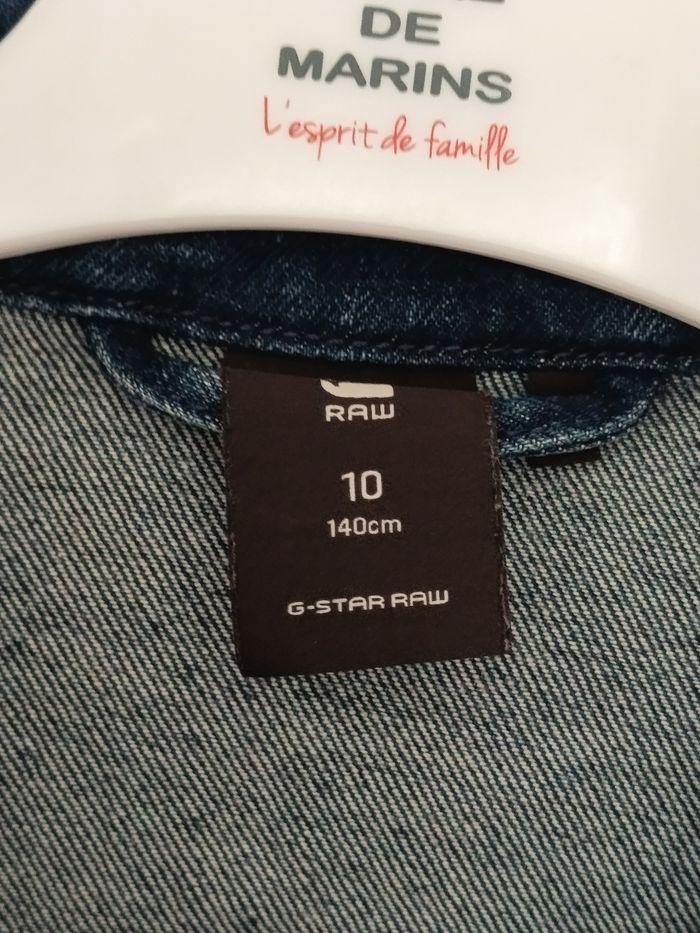 DE
MARINS
L'esprit de famille
RAW
10
140cm
G-STAR RAW